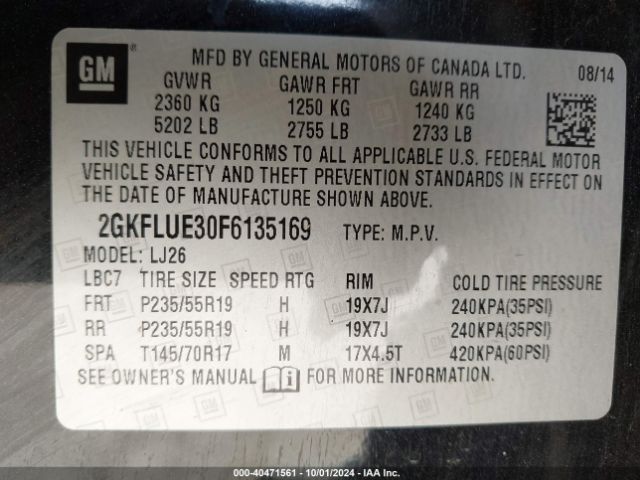 GM
MFD BY GENERAL MOTORS OF CANADA LTD. 08/14
GVWR GAWR FRT GAWR RR
2360 KG 1250 KG 1240 KG
5202 LB 2755 LB 2733 LB
THIS VEHICLE CONFORMS TO ALL APPLICABLE U.S. FEDERAL MOTOR
VEHICLE SAFETY AND THEFT PREVENTION STANDARDS IN EFFECT ON
THE DATE OF MANUFACTURE SHOWN ABOVE.
2GKFLUE30F6135169 TYPE: M.P.V.
MODEL: LJ26
LBC7 TIRE SIZE SPEED RTG RIM COLD TIRE PRESSURE
FRT P235/55R19 H 19X7J 240KPA(35PSI)
RR P235/55R19 H 19X7J 240KPA(35PSI)
SPA T145/70R17 M 17X4.5T 420KPA(60PSI)
SEE OWNER'S MANUAL FOR MORE INFORMATION.
000-40471561 - 10/01/2024 - IAA Inc.